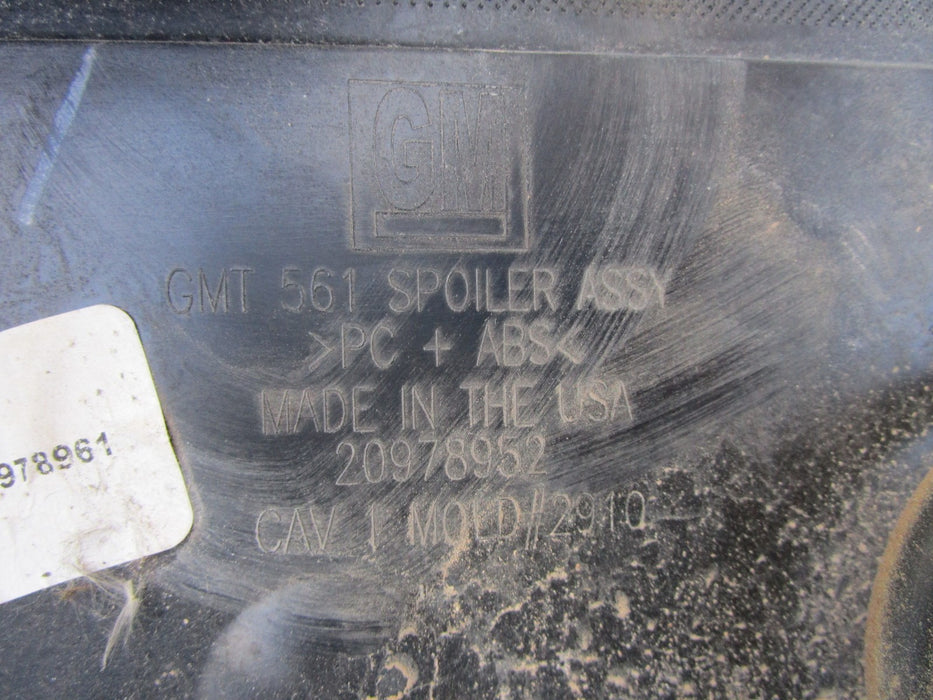 GM
GMT 561 SPOILER ASSY
>PC + ABS<
MADE IN THE USA
20978952
CAV 1 MOLD#2910
978961